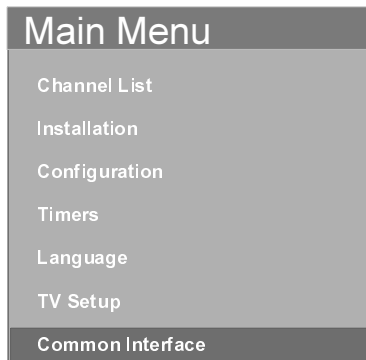 Main Menu
Channel List
Installation
Configuration
Timers
Language
TV Setup
Common Interface